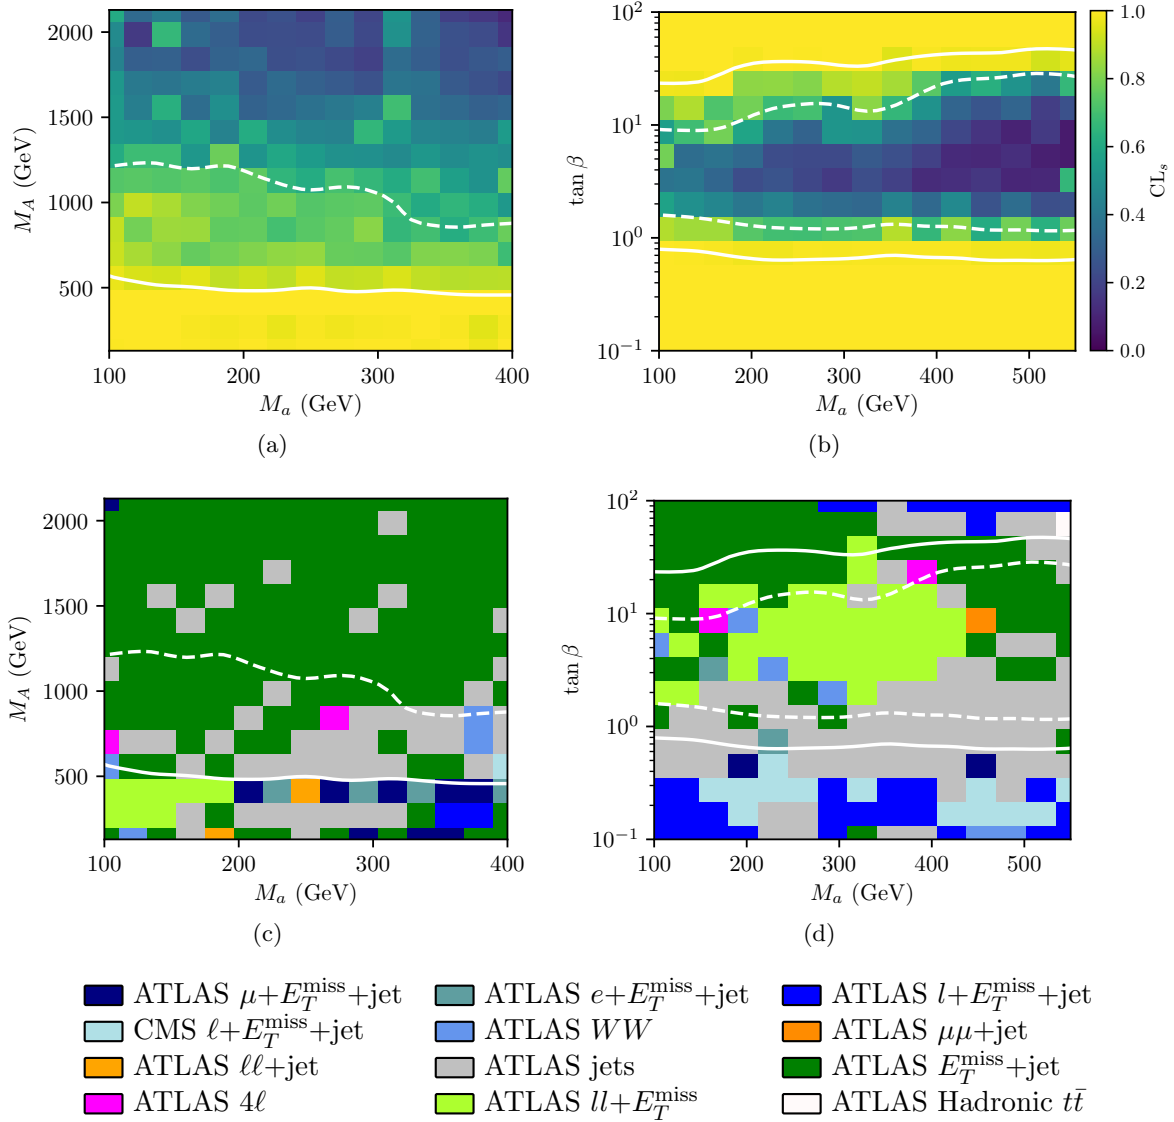 2000
1500
1000
500
M_A (GeV)
100 200 300 400
M_a (GeV)
(a)
10^2
10^1
10^0
10^−1
tan β
100 200 300 400 500
M_a (GeV)
(b)
1.0
0.8
0.6
0.4
0.2
0.0
CL_s
2000
1500
1000
500
M_A (GeV)
100 200 300 400
M_a (GeV)
(c)
10^2
10^1
10^0
10^−1
tan β
100 200 300 400 500
M_a (GeV)
(d)
ATLAS μ+E_T^miss+jet ATLAS e+E_T^miss+jet ATLAS l+E_T^miss+jet
CMS ℓ+E_T^miss+jet ATLAS WW ATLAS μμ+jet
ATLAS ℓℓ+jet ATLAS jets ATLAS E_T^miss+jet
ATLAS 4ℓ ATLAS ll+E_T^miss ATLAS Hadronic tt̄